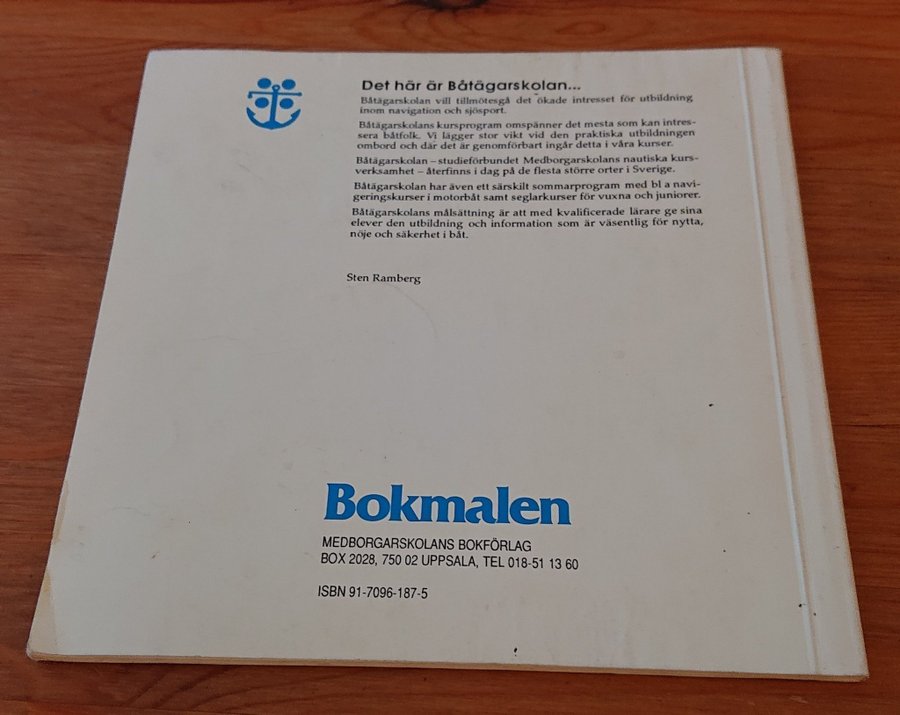 Det här är Båtägarskolan...
Båtägarskolan vill tillmötesgå det ökade intresset för utbildning
inom navigation och sjösport.
Båtägarskolans kursprogram omspänner det mesta som kan intres-
sera båtfolk. Vi lägger stor vikt vid den praktiska utbildningen
ombord och där det är genomförbart ingår detta i våra kurser.
Båtägarskolan – studieförbundet Medborgarskolans nautiska kurs-
verksamhet – återfinns i dag på de flesta större orter i Sverige.
Båtägarskolan har även ett särskilt sommarprogram med bl a navi-
geringskurser i motorbåt samt seglarkurser för vuxna och juniorer.
Båtägarskolans målsättning är att med kvalificerade lärare ge sina
elever den utbildning och information som är väsentlig för nytta,
nöje och säkerhet i båt.
Sten Ramberg
Bokmalen
MEDBORGARSKOLANS BOKFÖRLAG
BOX 2028, 750 02 UPPSALA, TEL 018-51 13 60
ISBN 91-7096-187-5